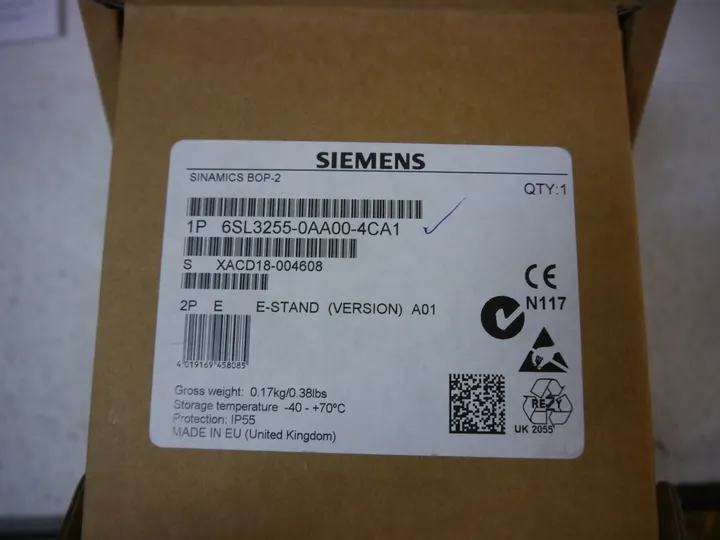 SIEMENS
SINAMICS BOP-2
QTY:1
1P 6SL3255-0AA00-4CA1
S XACD18-004608
2P E E-STAND (VERSION) A01
N117
4 019169 458085
Gross weight: 0,17kg/0.38lbs
Storage temperature -40 - +70ºC
Protection: IP55
MADE IN EU (United Kingdom)
RE-Y
UK 2055